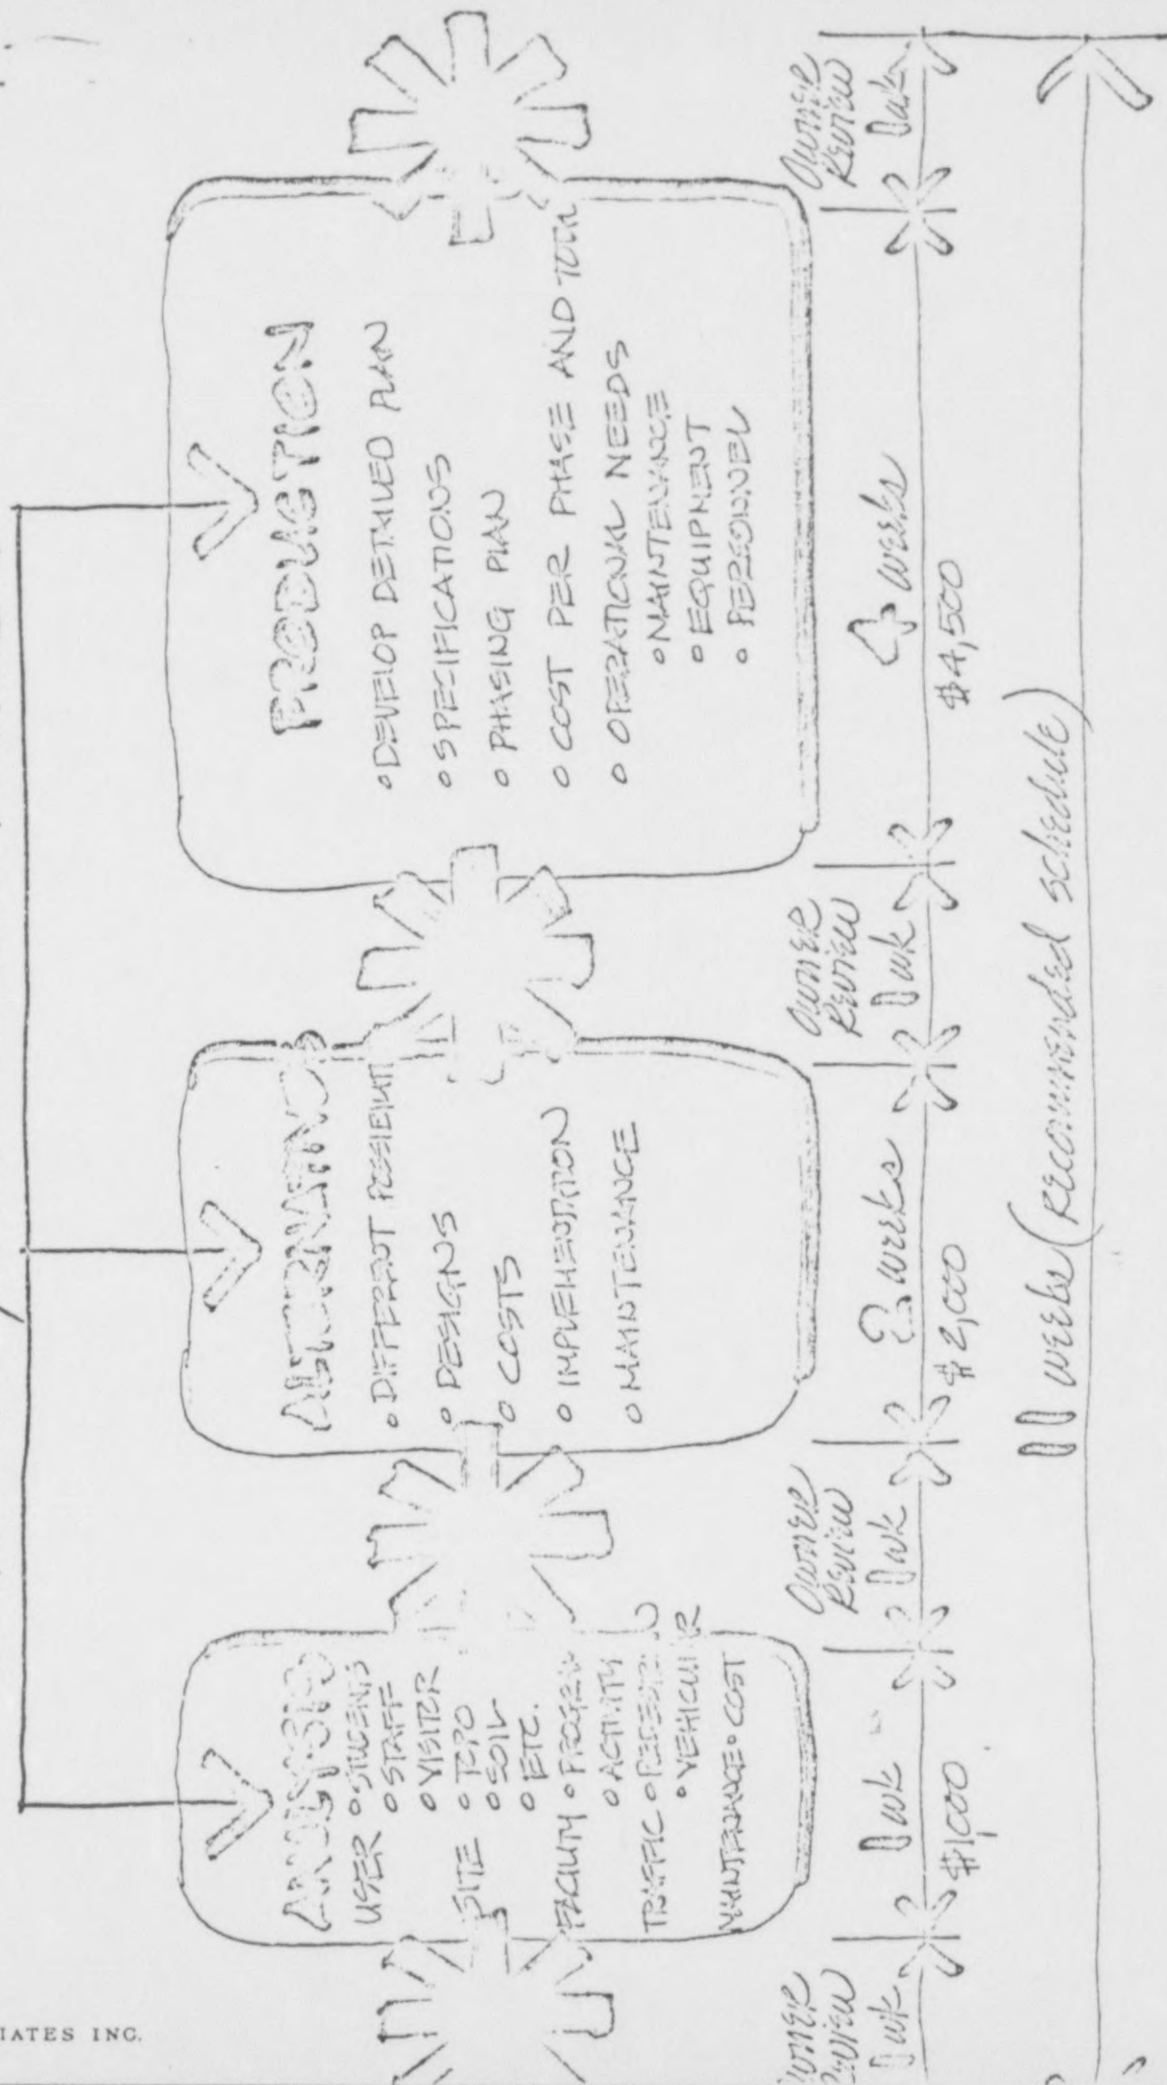 IATES INC.
ANALYSIS
USER • STUDENTS
• STAFF
• VISITOR
SITE • TOPO
• SOIL
• ETC.
FACILITY • PROGRAM
• ACTIVITY
TRAFFIC •
• VEHICULAR
MAINTENANCE • COST
ALTERNATIVES
• DIFFERENT
• DESIGNS
• COSTS
• IMPLEMENTATION
• MAINTENANCE
PRODUCTION
• DEVELOP DETAILED PLAN
• SPECIFICATIONS
• PHASING PLAN
• COST PER PHASE AND TOTAL
• OPERATIONAL NEEDS
• MAINTENANCE
• EQUIPMENT
• PERSONNEL
Owner
Review
1 wk.
1 wk
$1,000
Owner
Review
1 wk
2 weeks
$2,000
Owner
Review
1 wk
4 weeks
$4,500
Owner
Review
1 wk
11 weeks (recommended schedule)